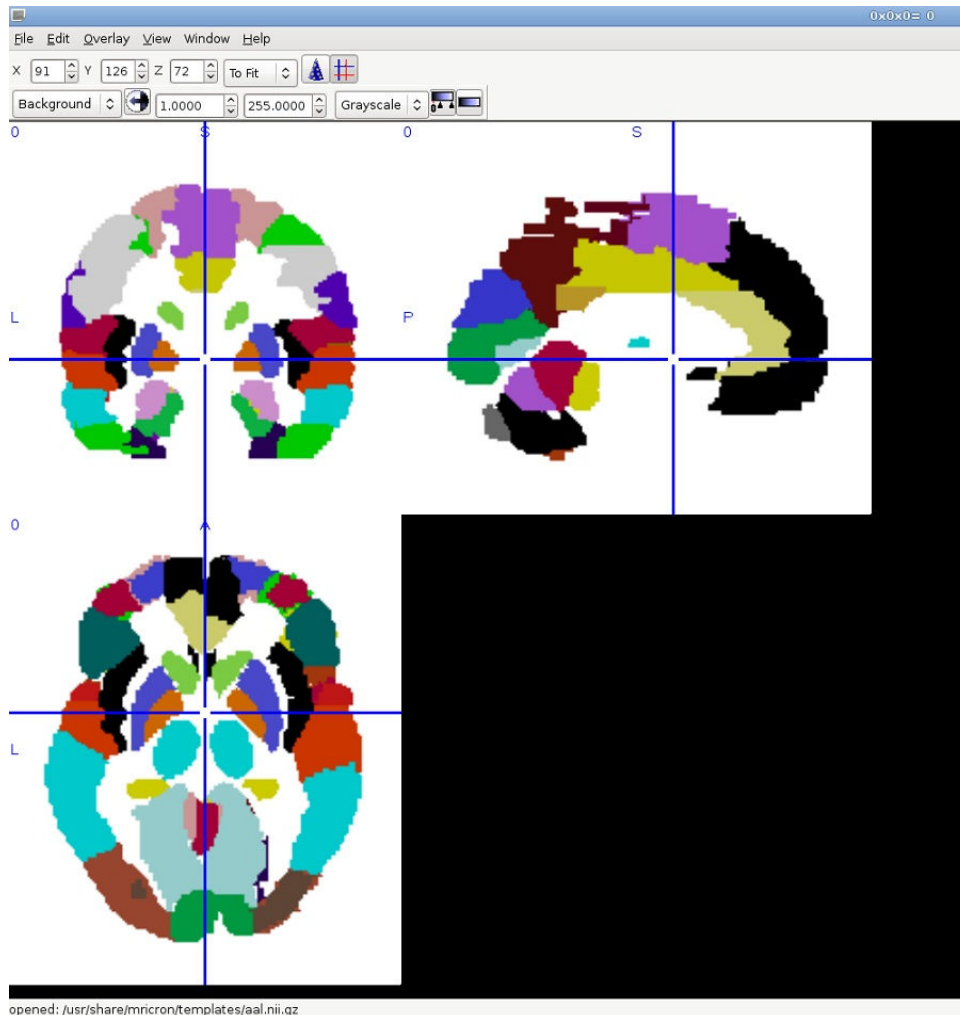 0x0x0= 0
File Edit Overlay View Window Help
X 91 Y 126 Z 72 To Fit
Background 1.0000 255.0000 Grayscale
0 S 0 S
L P
0 A
L
opened: /usr/share/mricron/templates/aal.nii.gz